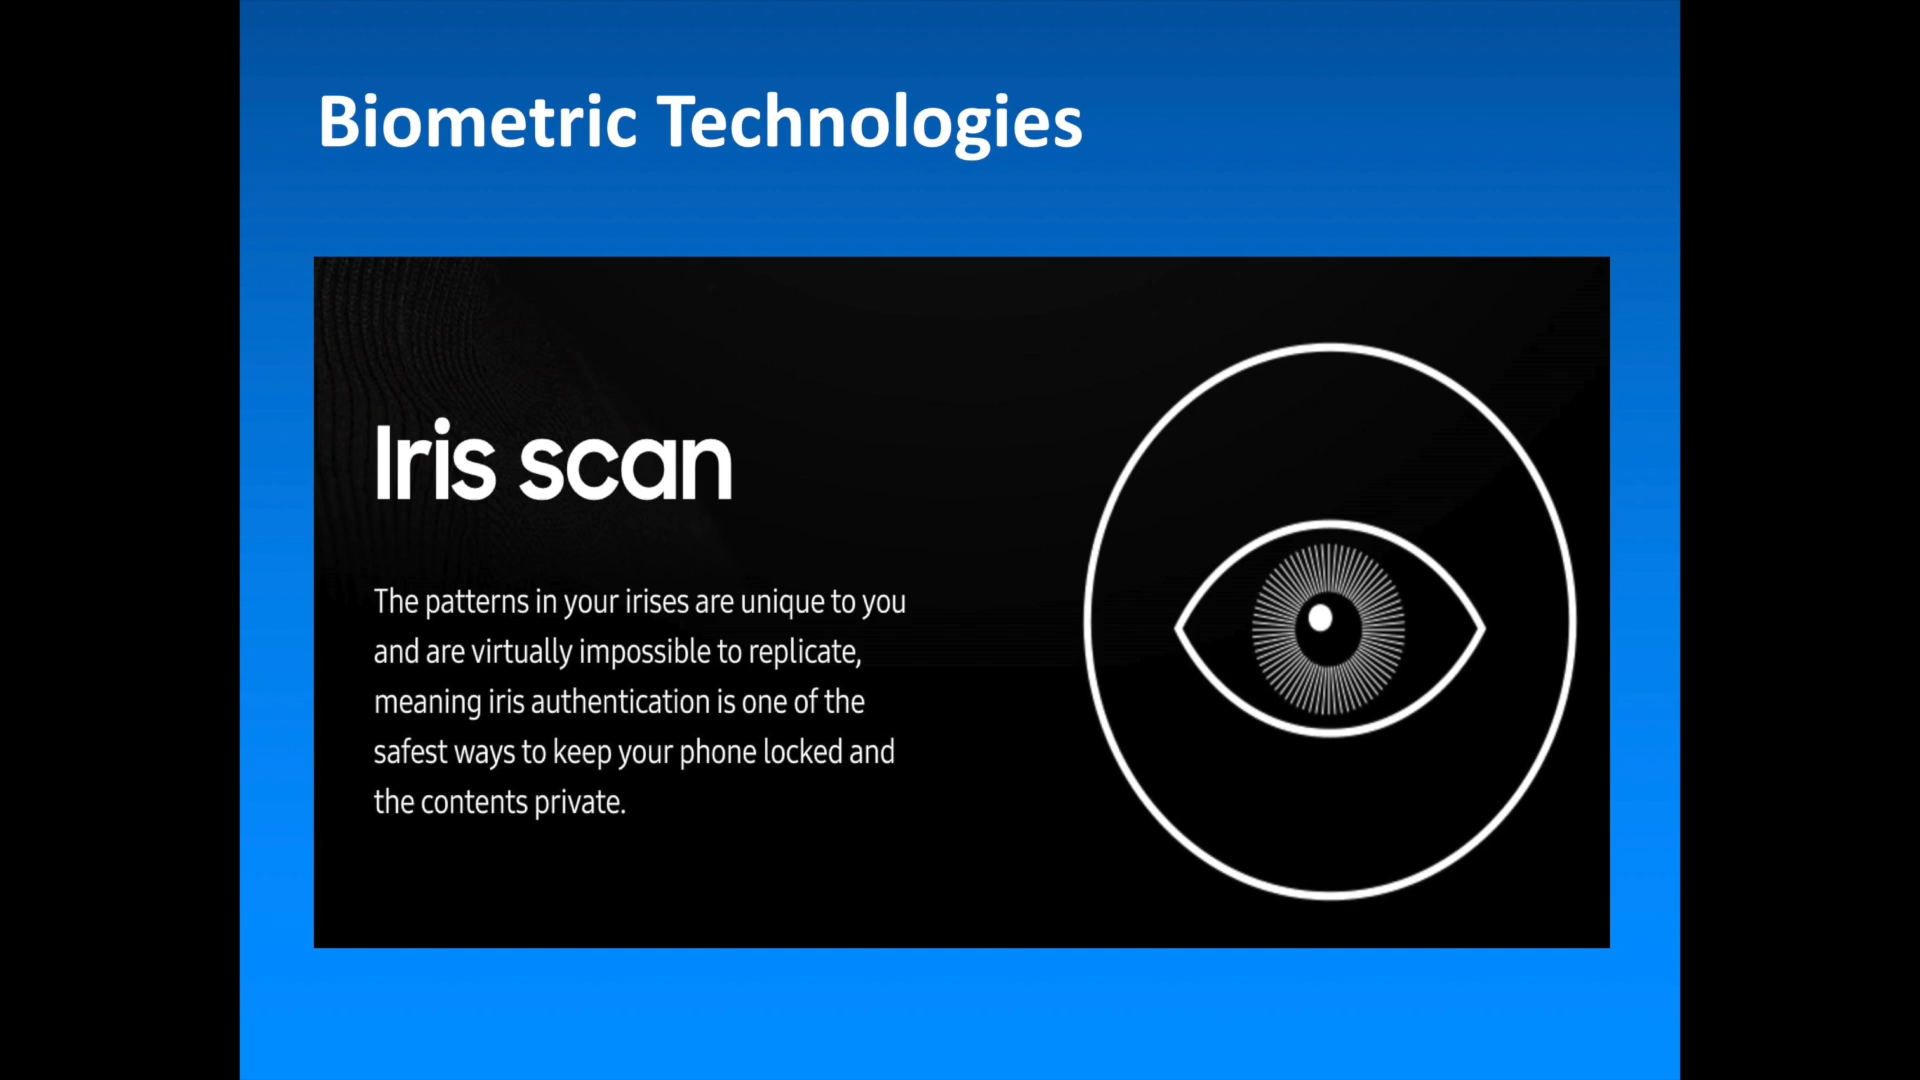 Biometric Technologies
Iris scan
The patterns in your irises are unique to you
and are virtually impossible to replicate,
meaning iris authentication is one of the
safest ways to keep your phone locked and
the contents private.